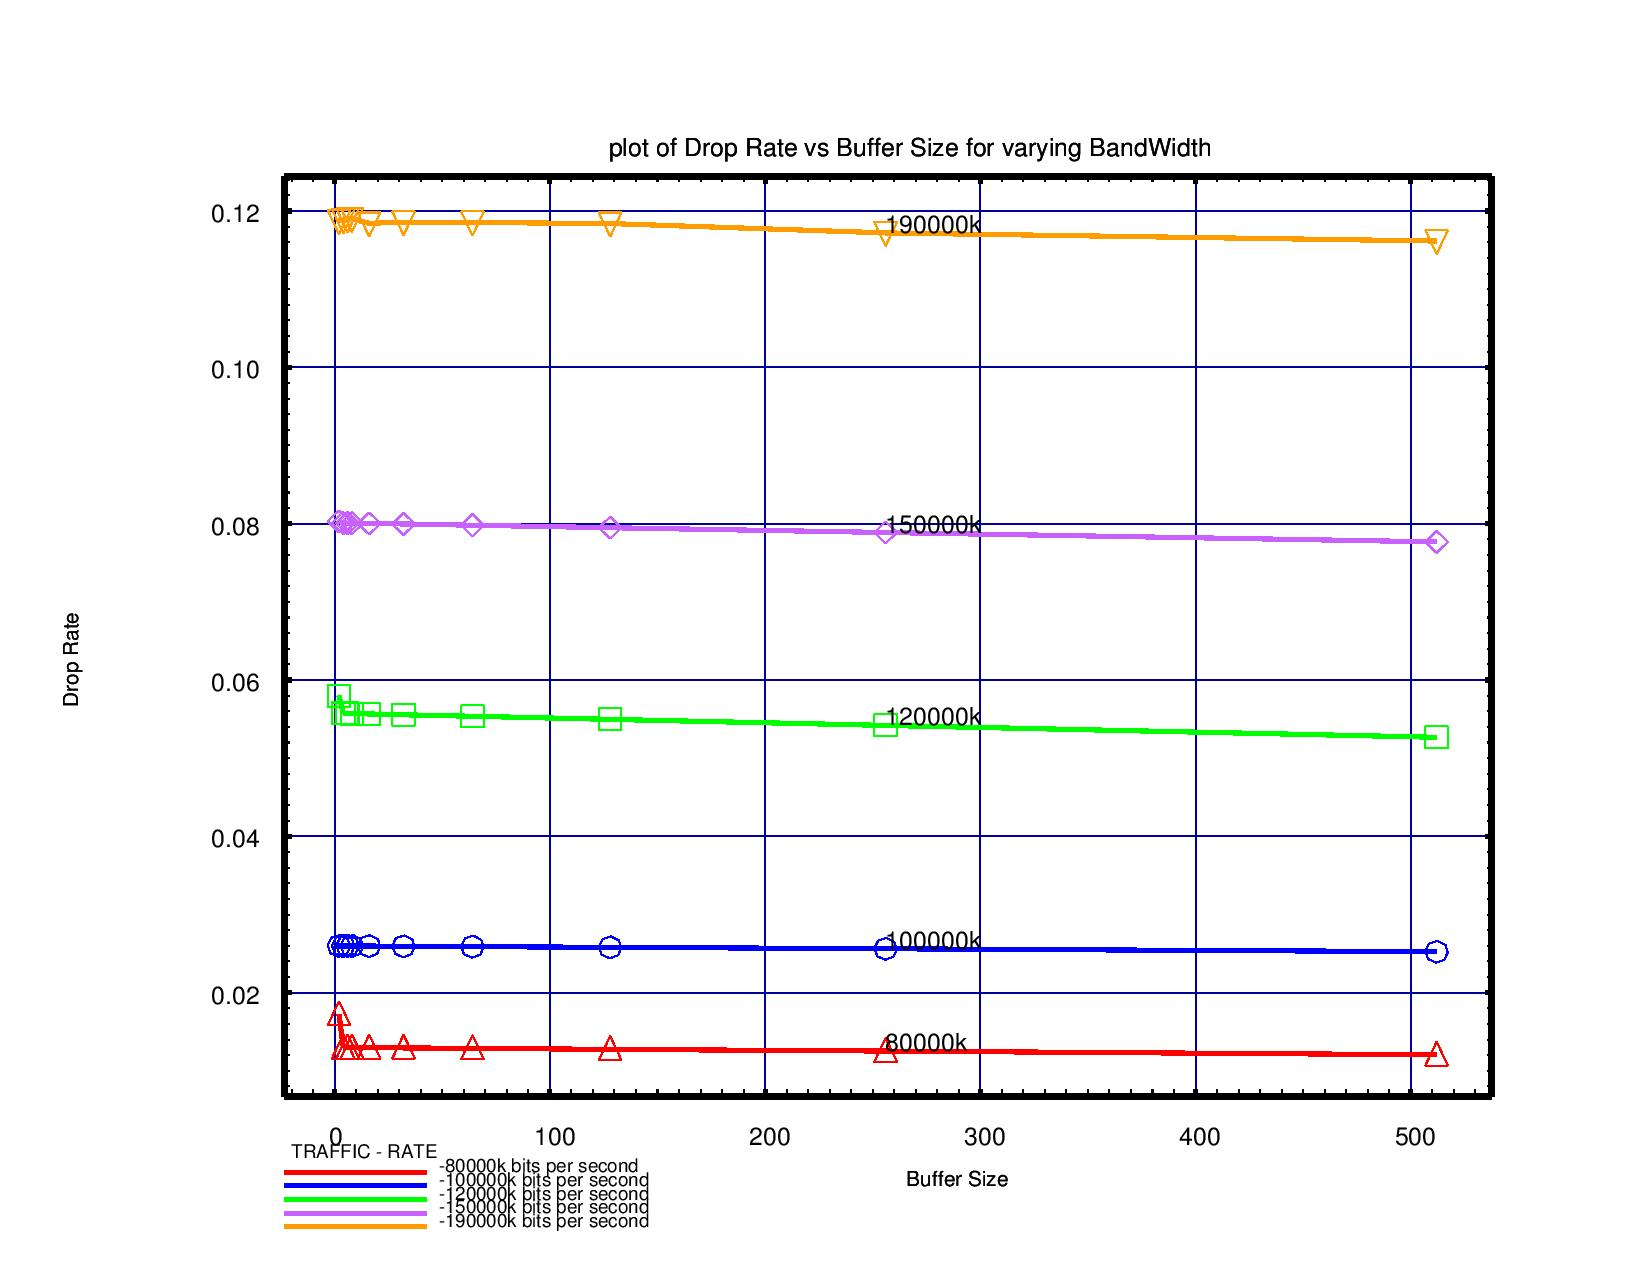 plot of Drop Rate vs Buffer Size for varying BandWidth
0.12
190000k
0.10
0.08
150000k
Drop Rate
0.06
120000k
0.04
100000k
0.02
80000k
0 100 200 300 400 500
Buffer Size
TRAFFIC - RATE
-80000k bits per second
-100000k bits per second
-120000k bits per second
-150000k bits per second
-190000k bits per second